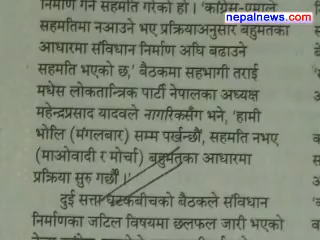 nepalnews.com
निर्माण गर्न सहमति गरेका हो । 'कांग्रेस-एमाले
सहमतिमा नआउने भए प्रक्रियाअनुसार बहुमतका
आधारमा संविधान निर्माण अघि बढाउने
सहमति भएको छ,' बैठकमा सहभागी तराई
मधेस लोकतान्त्रिक पार्टी नेपालका अध्यक्ष
महेन्द्रप्रसाद यादवले नागरिकसँग भने, 'हामी
भोलि (मंगलबार) सम्म पर्खन्छौं, सहमति नभए
(माओवादी र मोर्चा) बहुमतका आधारमा
प्रक्रिया सुरु गर्छौं ।'
दुई सत्ता घटकबीचको बैठकले संविधान
निर्माणका जटिल विषयमा छलफल जारी भएको